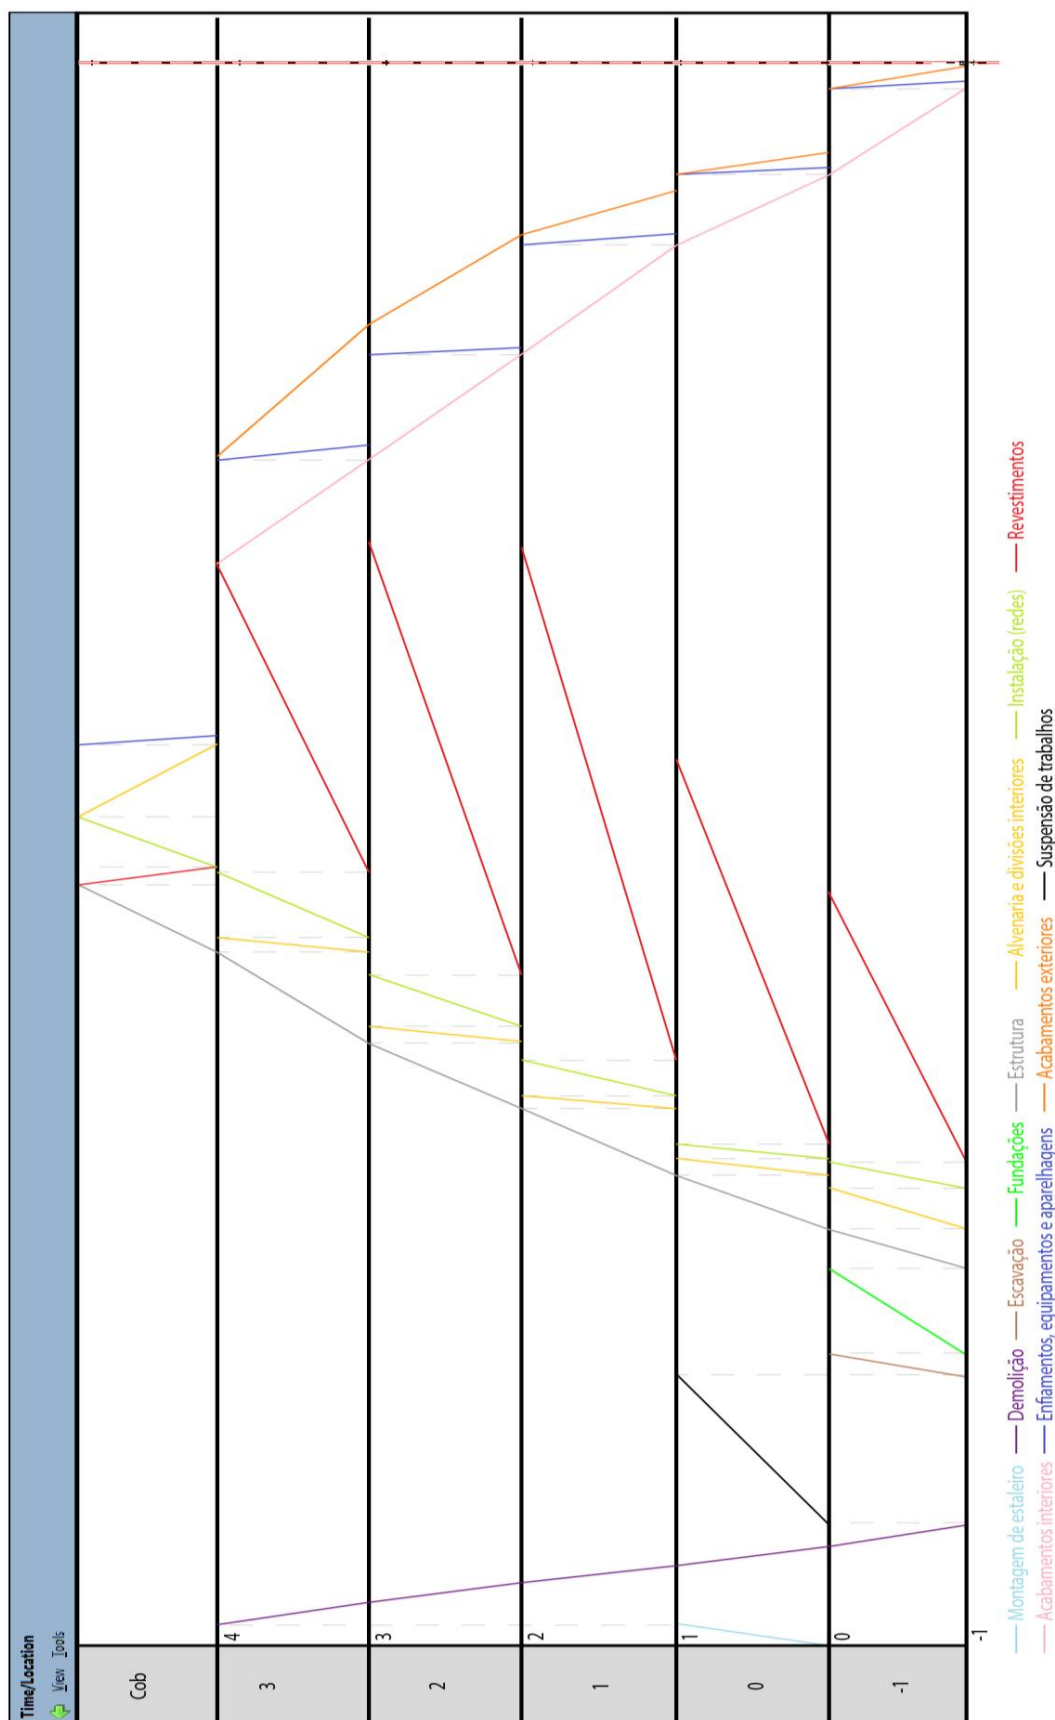 Time/Location
View Tools
Cob
3
2
1
0
-1
4
3
2
1
0
-1
Montagem de estaleiro Demolição Escavação Fundações Estrutura Alvenaria e divisões interiores Instalação (redes) Revestimentos
Acabamentos interiores Enfiamentos, equipamentos e aparelhagens Acabamentos exteriores Suspensão de trabalhos